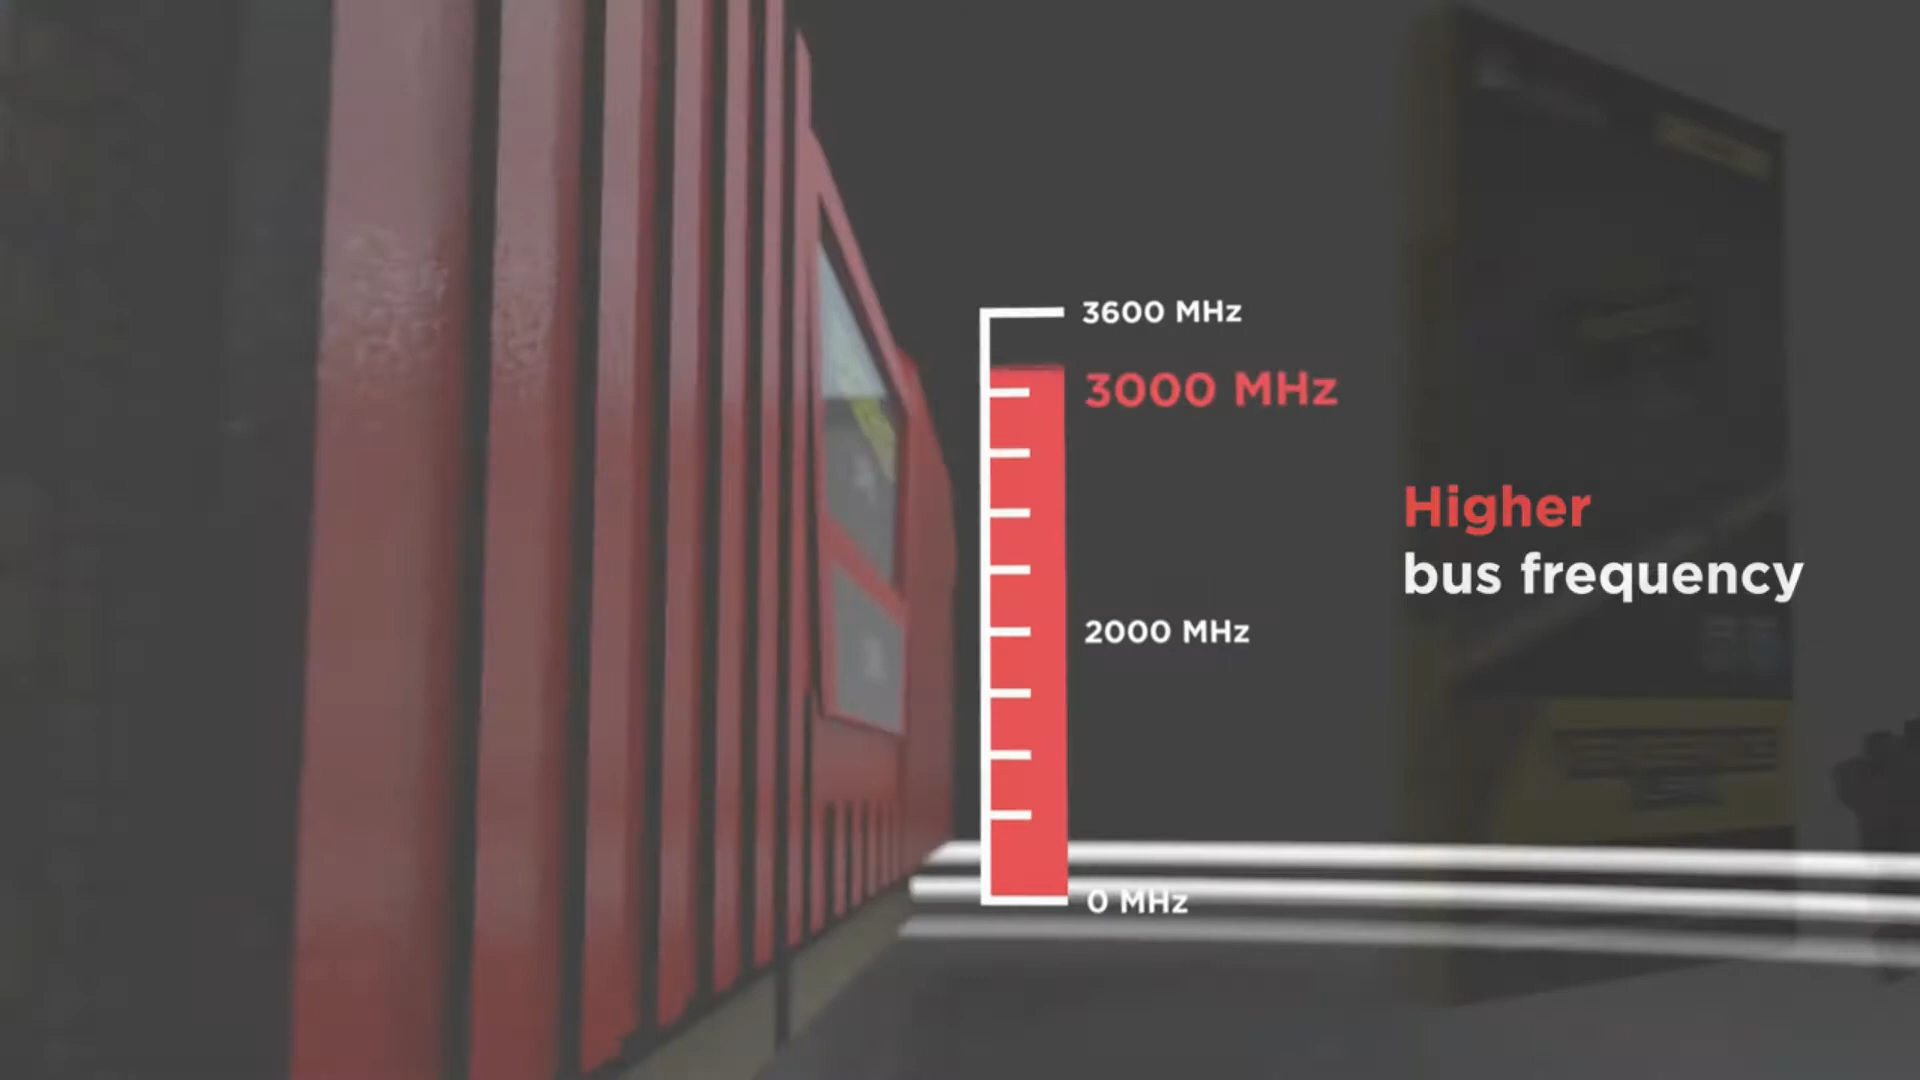 3600 MHz
3000 MHz
Higher
bus frequency
2000 MHz
0 MHz